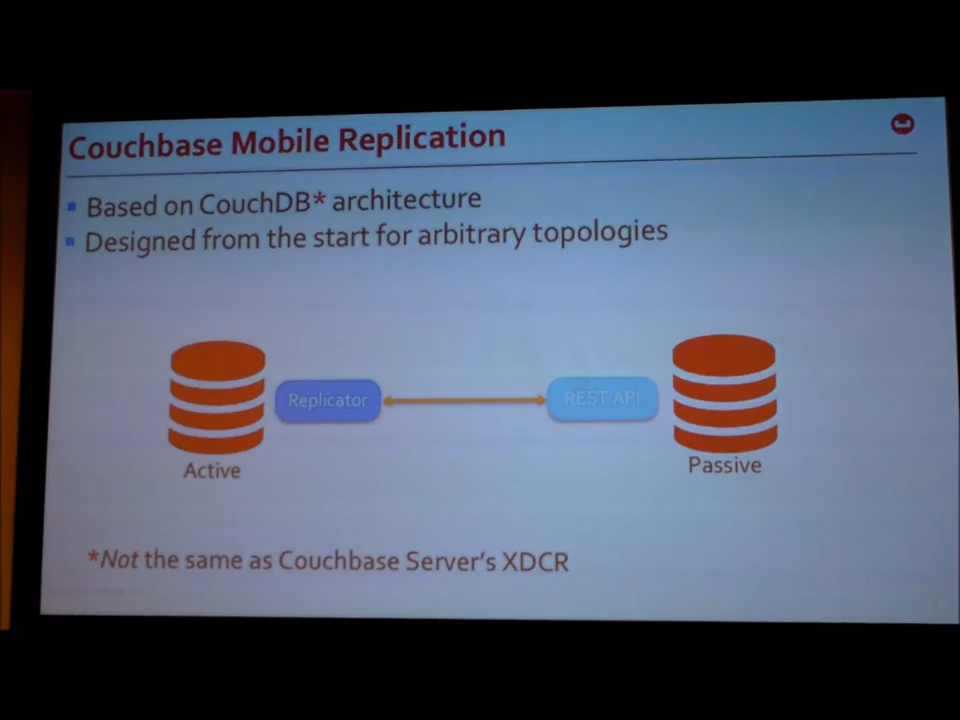 Couchbase Mobile Replication
Based on CouchDB* architecture
Designed from the start for arbitrary topologies
Replicator
REST API
Active
Passive
*Not the same as Couchbase Server's XDCR